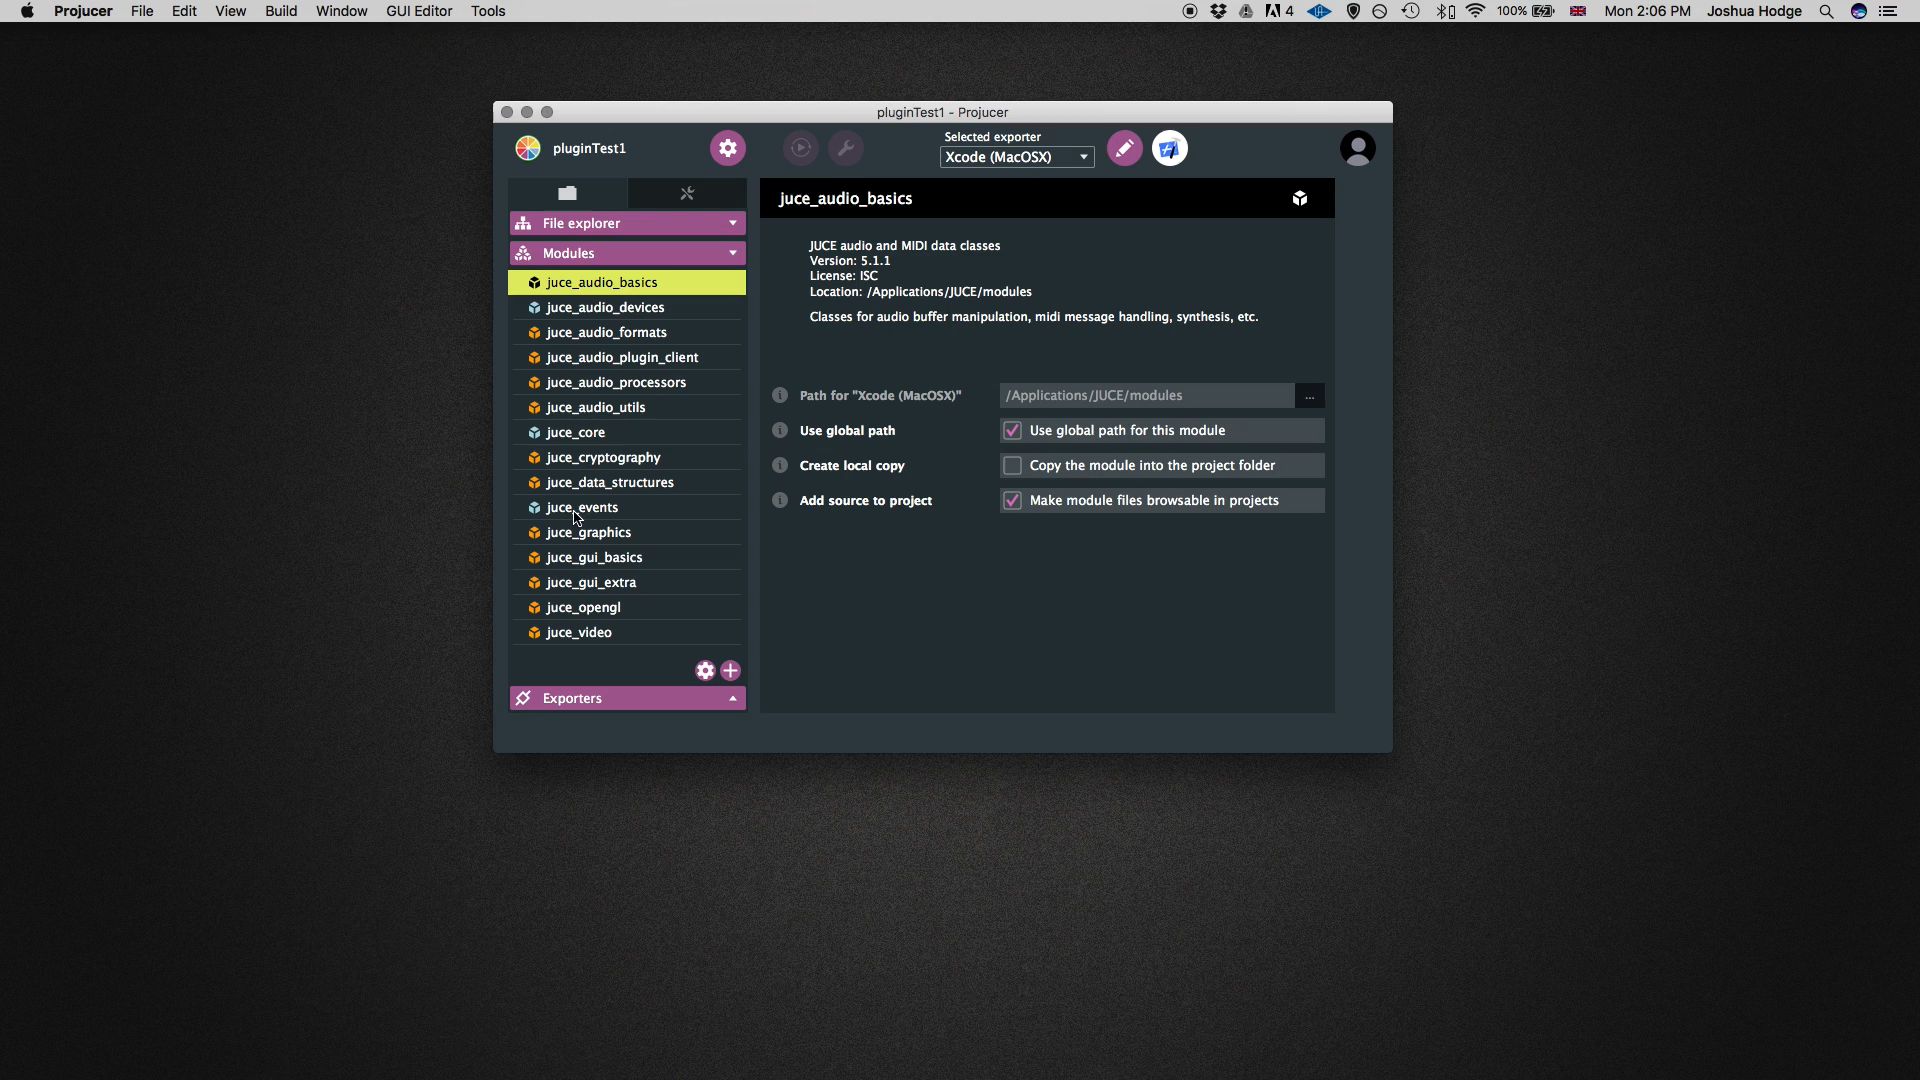 Projucer File Edit View Build Window GUI Editor Tools 4 100% Mon 2:06 PM Joshua Hodge
pluginTest1 - Projucer
pluginTest1
Selected exporter
Xcode (MacOSX)
File explorer
Modules
juce_audio_basics
juce_audio_devices
juce_audio_formats
juce_audio_plugin_client
juce_audio_processors
juce_audio_utils
juce_core
juce_cryptography
juce_data_structures
juce_events
juce_graphics
juce_gui_basics
juce_gui_extra
juce_opengl
juce_video
Exporters
juce_audio_basics
JUCE audio and MIDI data classes
Version: 5.1.1
License: ISC
Location: /Applications/JUCE/modules
Classes for audio buffer manipulation, midi message handling, synthesis, etc.
Path for "Xcode (MacOSX)" /Applications/JUCE/modules ...
Use global path Use global path for this module
Create local copy Copy the module into the project folder
Add source to project Make module files browsable in projects